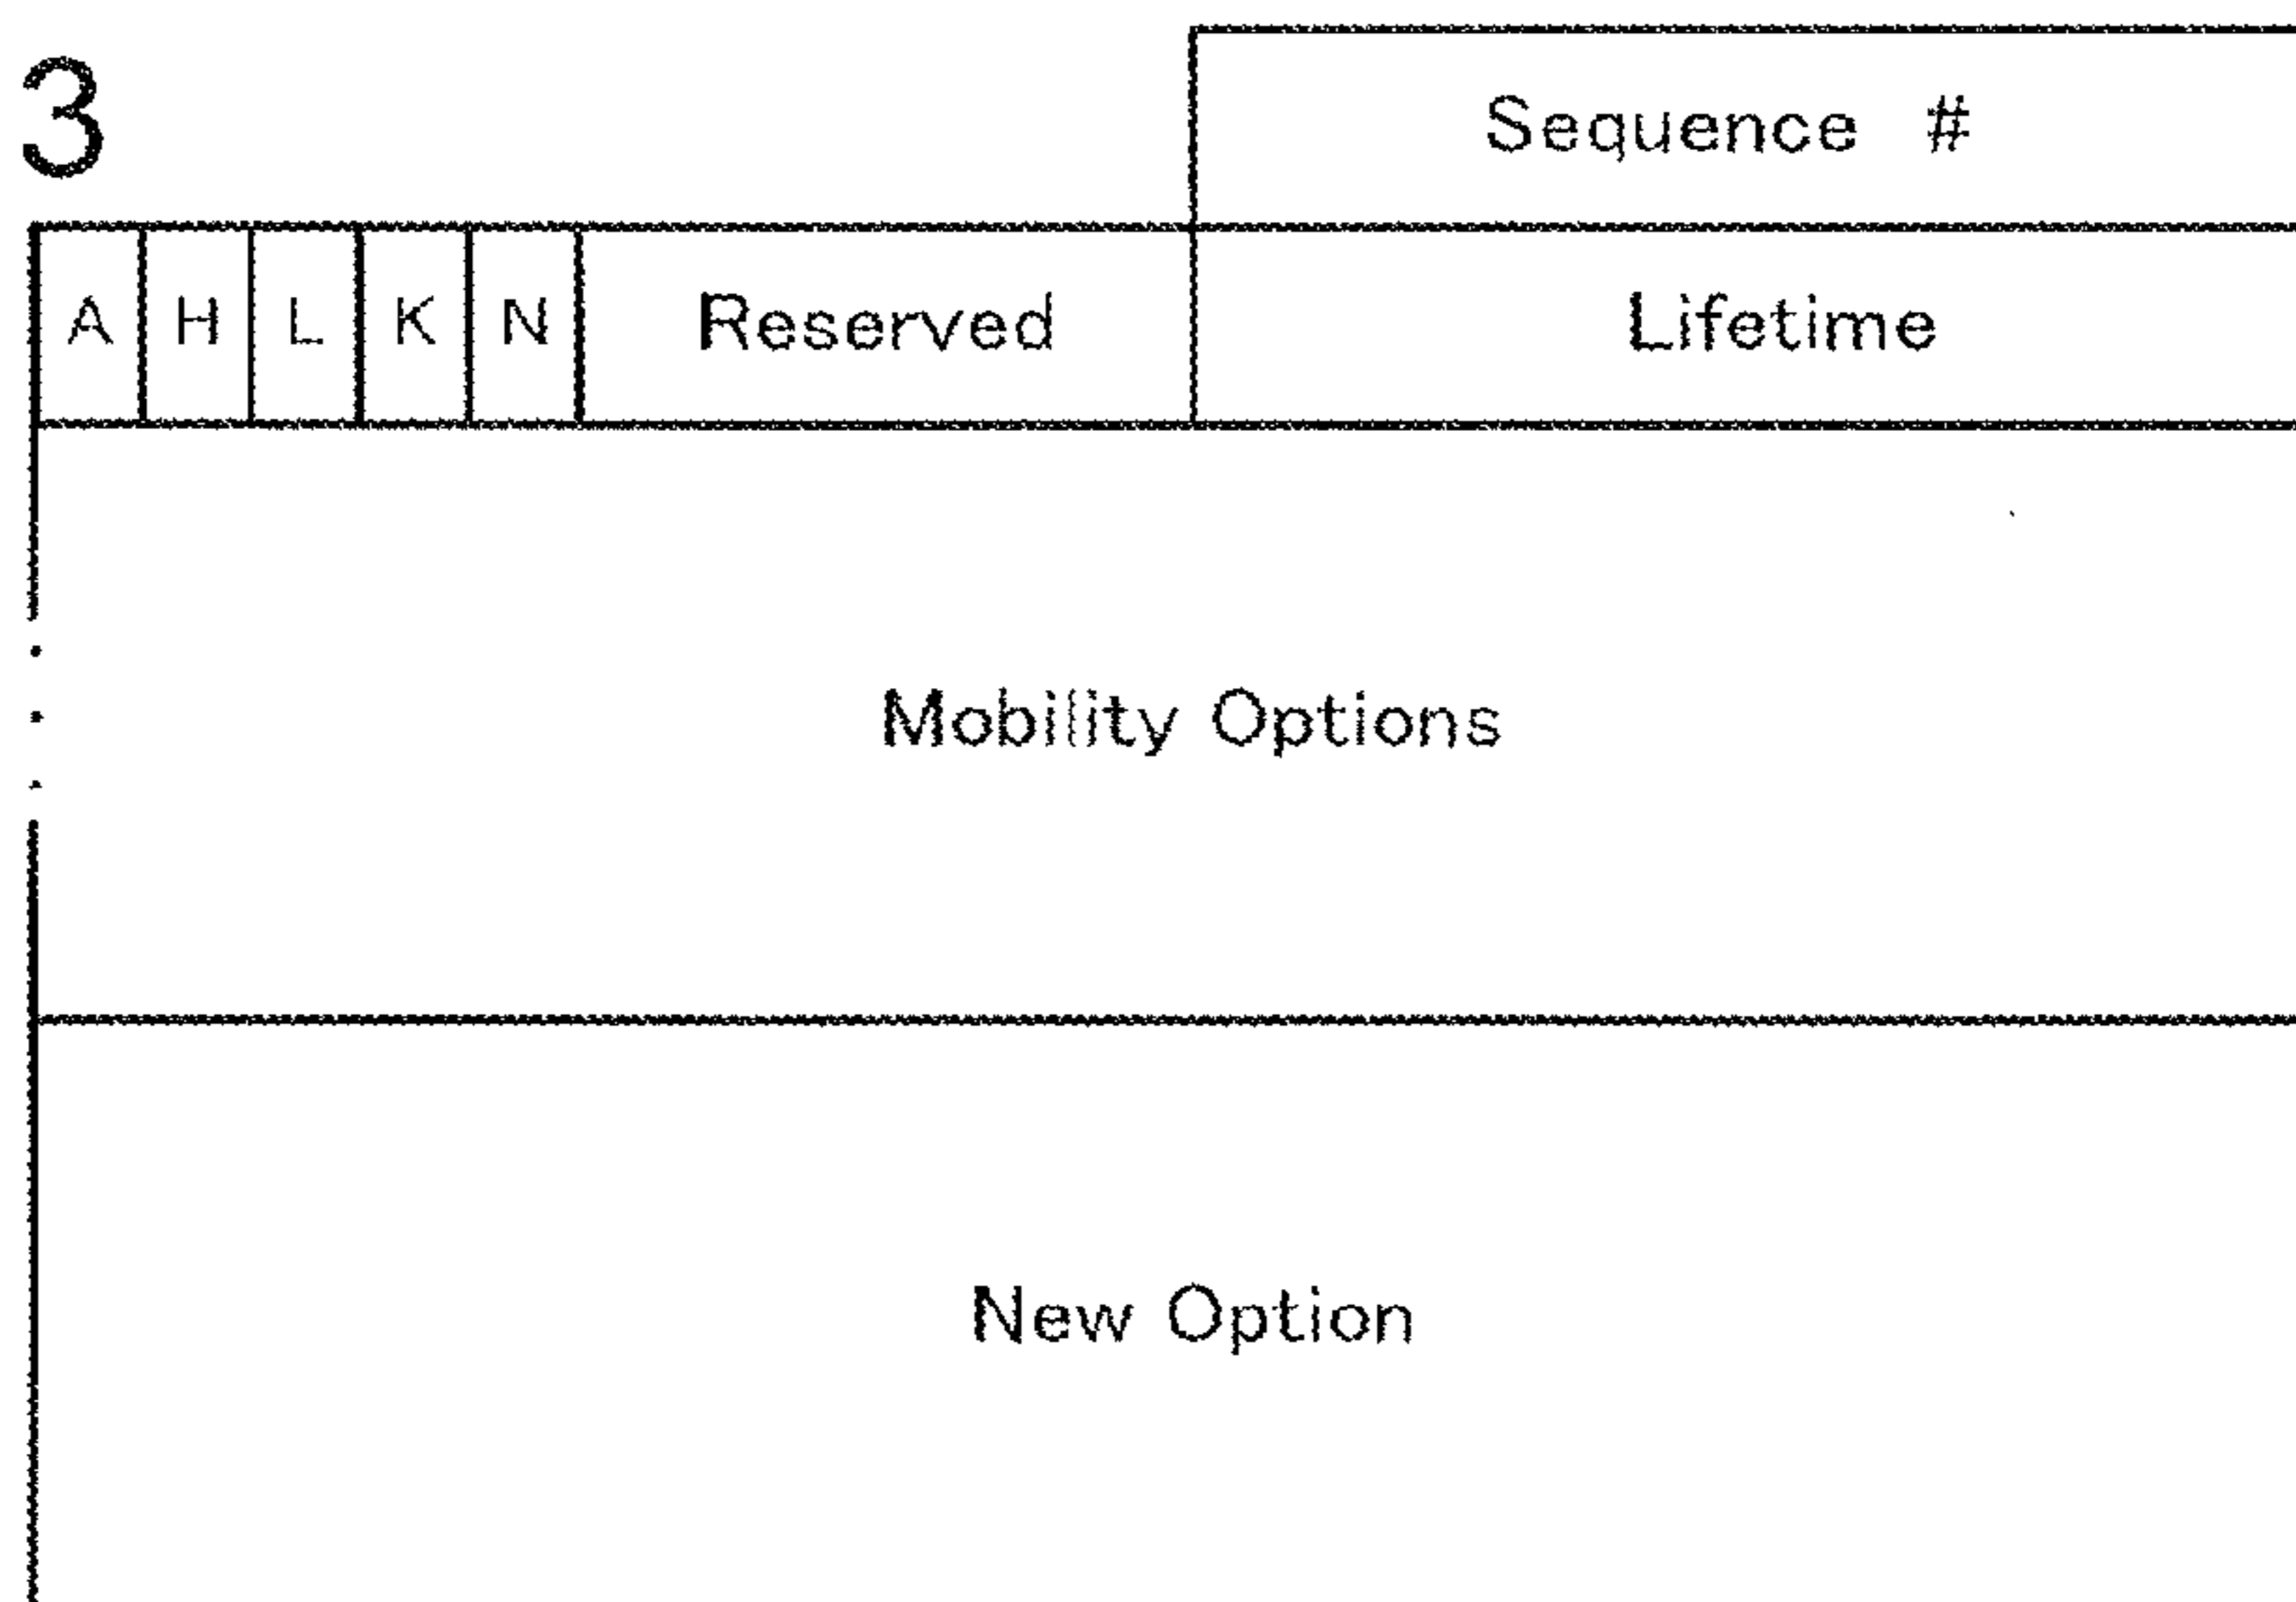 3
Sequence #
A H L K N Reserved Lifetime
Mobility Options
New Option